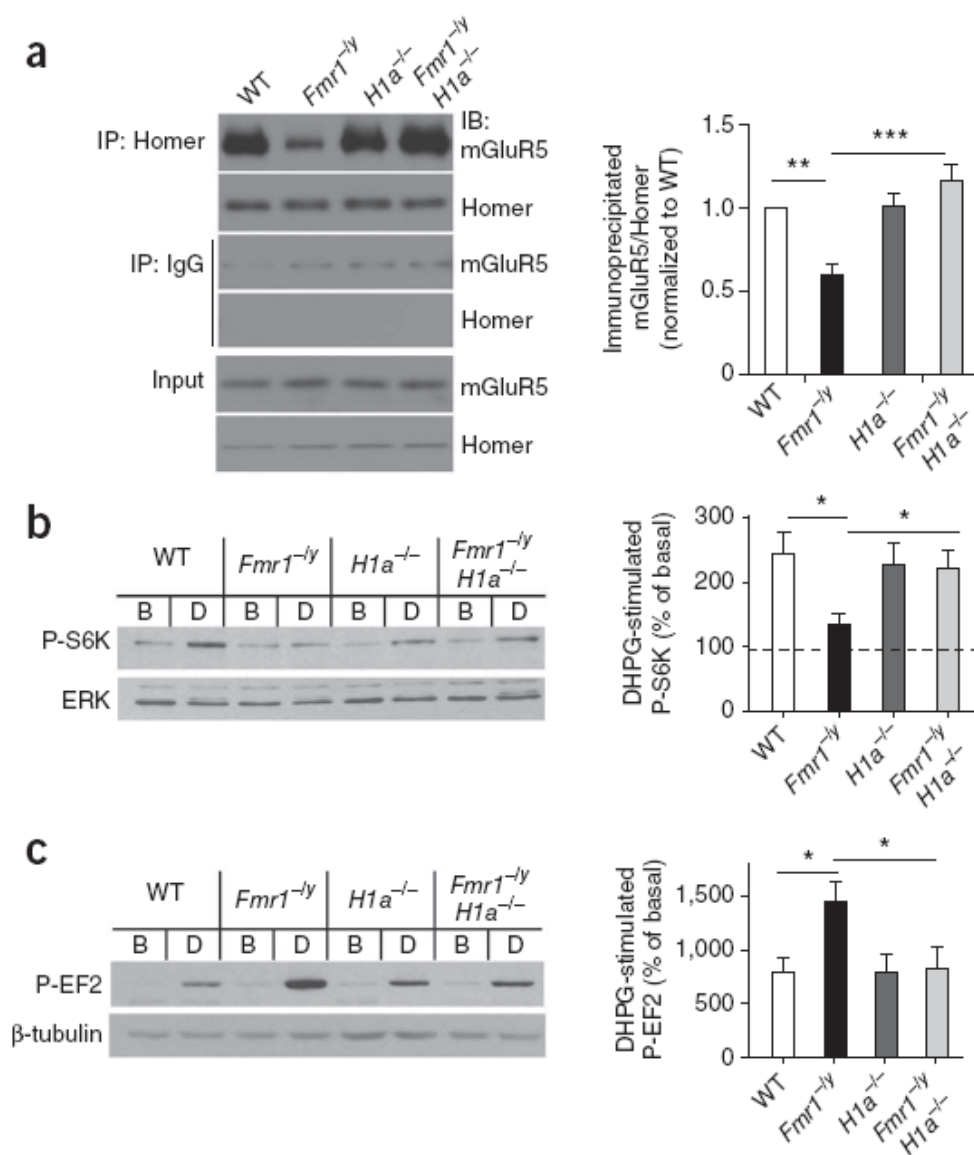 a
WT Fmr1–/y H1a–/– Fmr1–/y
H1a–/–
IB:
IP: Homer mGluR5
Homer
IP: IgG mGluR5
Homer
Input mGluR5
Homer
Immunoprecipitated
mGluR5/Homer
(normalized to WT)
1.5
1.0
0.5
0
** ***
WT Fmr1–/y H1a–/– Fmr1–/y
H1a–/–
b
WT Fmr1–/y H1a–/– Fmr1–/y
H1a–/–
B D B D B D B D
P-S6K
ERK
DHPG-stimulated
P-S6K (% of basal)
300
200
100
0
* *
WT Fmr1–/y H1a–/– Fmr1–/y
H1a–/–
c
WT Fmr1–/y H1a–/– Fmr1–/y
H1a–/–
B D B D B D B D
P-EF2
β-tubulin
DHPG-stimulated
P-EF2 (% of basal)
1,500
1,000
500
0
* *
WT Fmr1–/y H1a–/– Fmr1–/y
H1a–/–